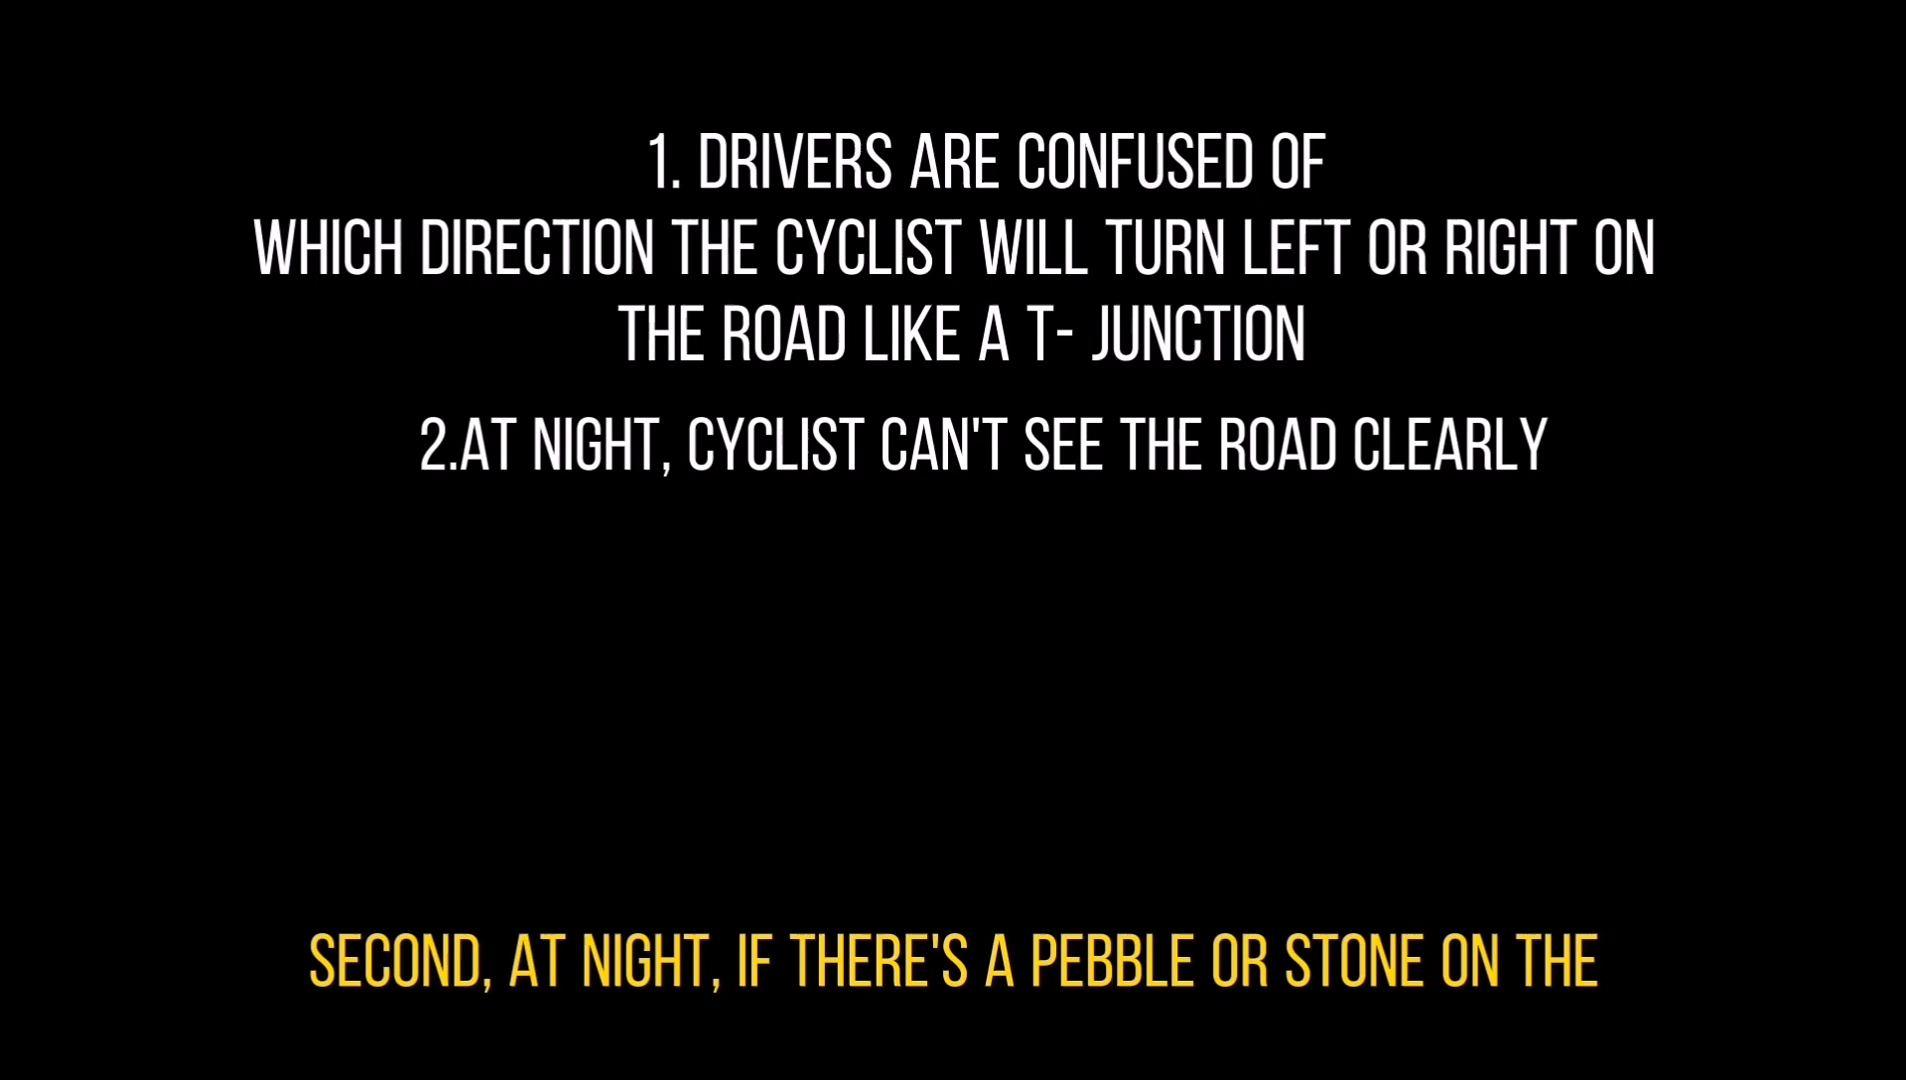 1. DRIVERS ARE CONFUSED OF
WHICH DIRECTION THE CYCLIST WILL TURN LEFT OR RIGHT ON
THE ROAD LIKE A T- JUNCTION
2.AT NIGHT, CYCLIST CAN'T SEE THE ROAD CLEARLY
SECOND, AT NIGHT, IF THERE'S A PEBBLE OR STONE ON THE